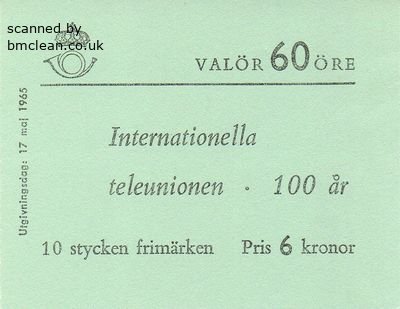 scanned by
bmclean.co.uk
VALÖR 60 ÖRE
Utgivningsdag: 17 maj 1965
Internationella
teleunionen · 100 år
10 stycken frimärken Pris 6 kronor